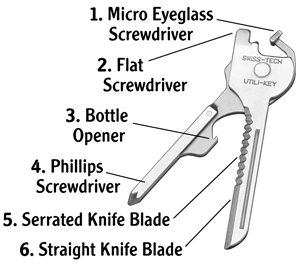 1. Micro Eyeglass
Screwdriver
2. Flat
Screwdriver
SWISS+TECH
UTILI-KEY
3. Bottle
Opener
4. Phillips
Screwdriver
5. Serrated Knife Blade
6. Straight Knife Blade